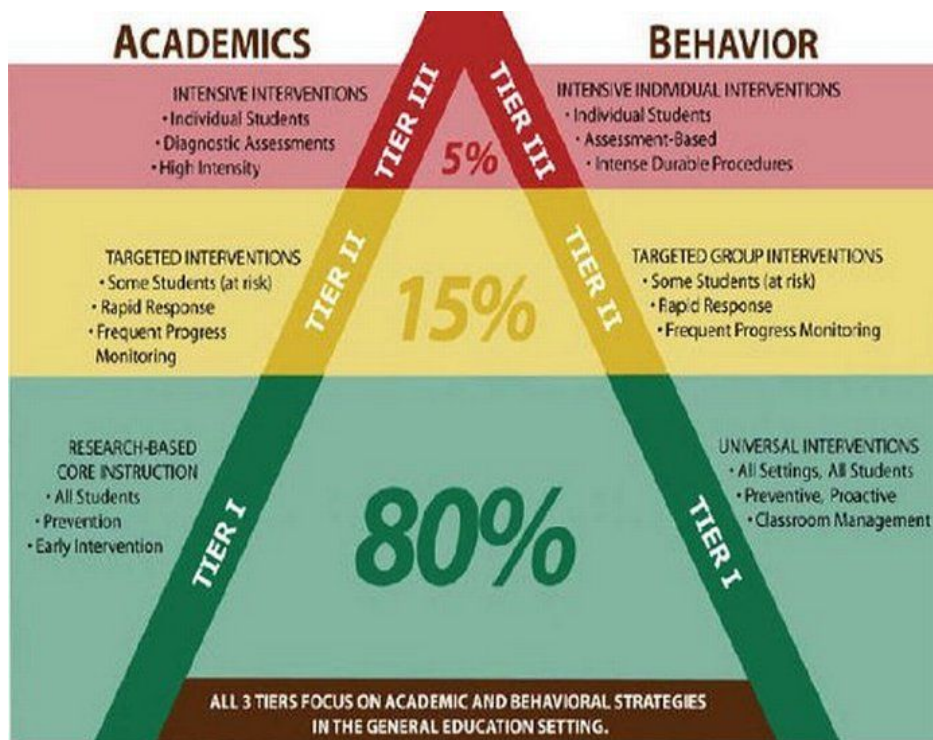 ACADEMICS
BEHAVIOR
INTENSIVE INTERVENTIONS
• Individual Students
• Diagnostic Assessments
• High Intensity
TIER III
5%
TIER III
INTENSIVE INDIVIDUAL INTERVENTIONS
• Individual Students
• Assessment-Based
• Intense Durable Procedures
TARGETED INTERVENTIONS
• Some Students (at risk)
• Rapid Response
• Frequent Progress
Monitoring
TIER II
15%
TIER II
TARGETED GROUP INTERVENTIONS
• Some Students (at risk)
• Rapid Response
• Frequent Progress Monitoring
RESEARCH-BASED
CORE INSTRUCTION
• All Students
• Prevention
• Early Intervention
TIER I
80%
TIER I
UNIVERSAL INTERVENTIONS
• All Settings, All Students
• Preventive, Proactive
• Classroom Management
ALL 3 TIERS FOCUS ON ACADEMIC AND BEHAVIORAL STRATEGIES
IN THE GENERAL EDUCATION SETTING.